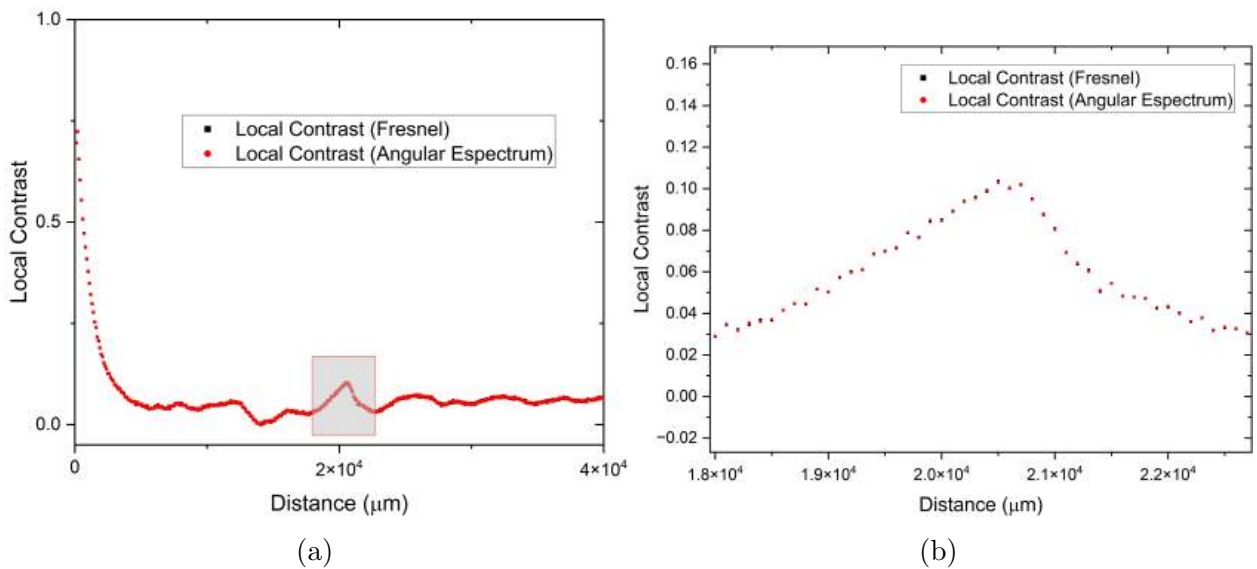 1.0
0.5
0.0
Local Contrast
Local Contrast (Fresnel)
Local Contrast (Angular Espectrum)
0
2×10⁴
4×10⁴
Distance (μm)
(a)
0.16
0.14
0.12
0.10
0.08
0.06
0.04
0.02
0.00
−0.02
Local Contrast
Local Contrast (Fresnel)
Local Contrast (Angular Espectrum)
1.8×10⁴
1.9×10⁴
2.0×10⁴
2.1×10⁴
2.2×10⁴
Distance (μm)
(b)